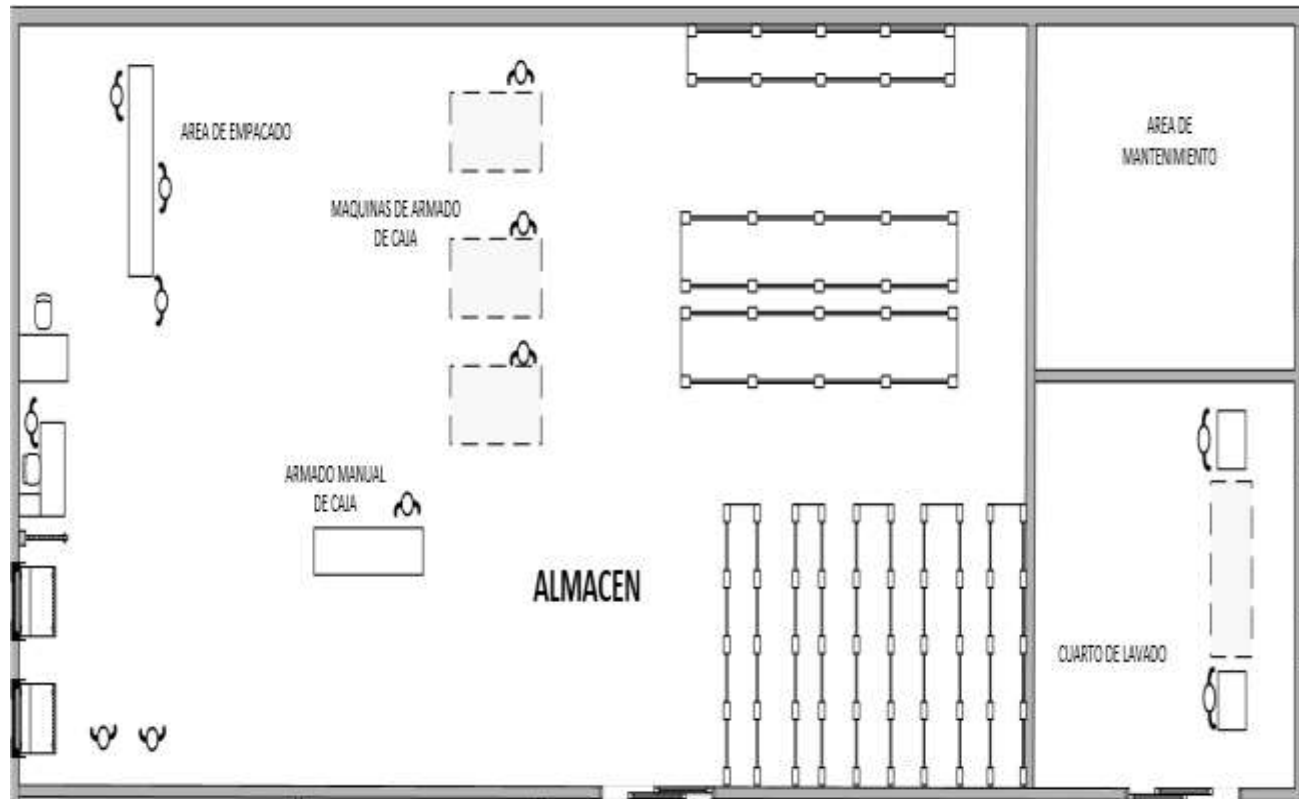 AREA DE EMPACADO
MAQUINAS DE ARMADO
DE CAJA
AREA DE
MANTENIMIENTO
ARMADO MANUAL
DE CAJA
ALMACEN
CUARTO DE LAVADO